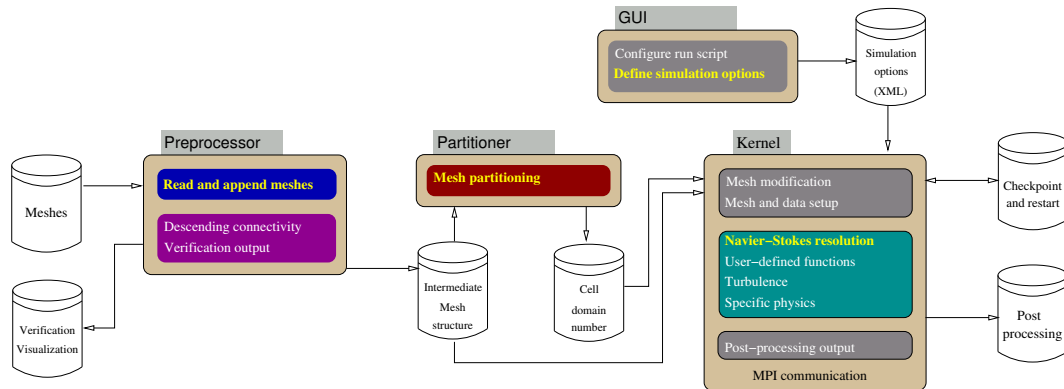 GUI
Configure run script
Define simulation options
Simulation
options
(XML)
Preprocessor
Read and append meshes
Descending connectivity
Verification output
Meshes
Verification
Visualization
Partitioner
Mesh partitioning
Intermediate
Mesh
structure
Cell
domain
number
Kernel
Mesh modification
Mesh and data setup
Navier−Stokes resolution
User−defined functions
Turbulence
Specific physics
Post−processing output
MPI communication
Checkpoint
and restart
Post
processing